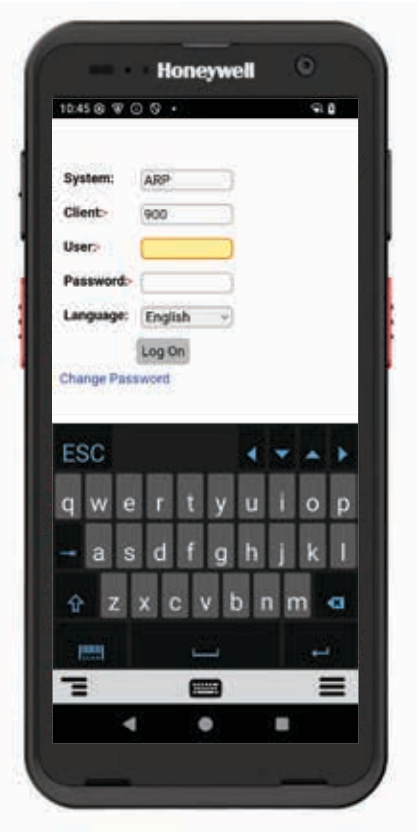 Honeywell
10:45
System: ARP
Client:* 900
User:*
Password:*
Language: English
Log On
Change Password
ESC
q w e r t y u i o p
a s d f g h j k l
z x c v b n m